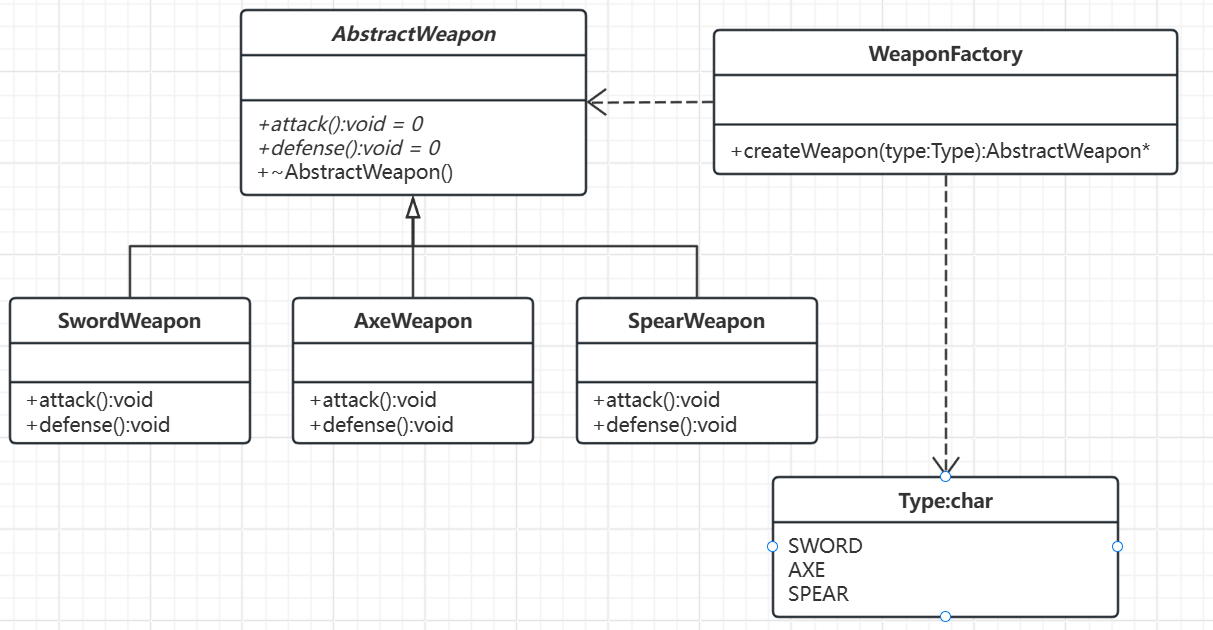 AbstractWeapon
+attack():void = 0
+defense():void = 0
+~AbstractWeapon()
WeaponFactory
+createWeapon(type:Type):AbstractWeapon*
SwordWeapon
+attack():void
+defense():void
AxeWeapon
+attack():void
+defense():void
SpearWeapon
+attack():void
+defense():void
Type:char
SWORD
AXE
SPEAR